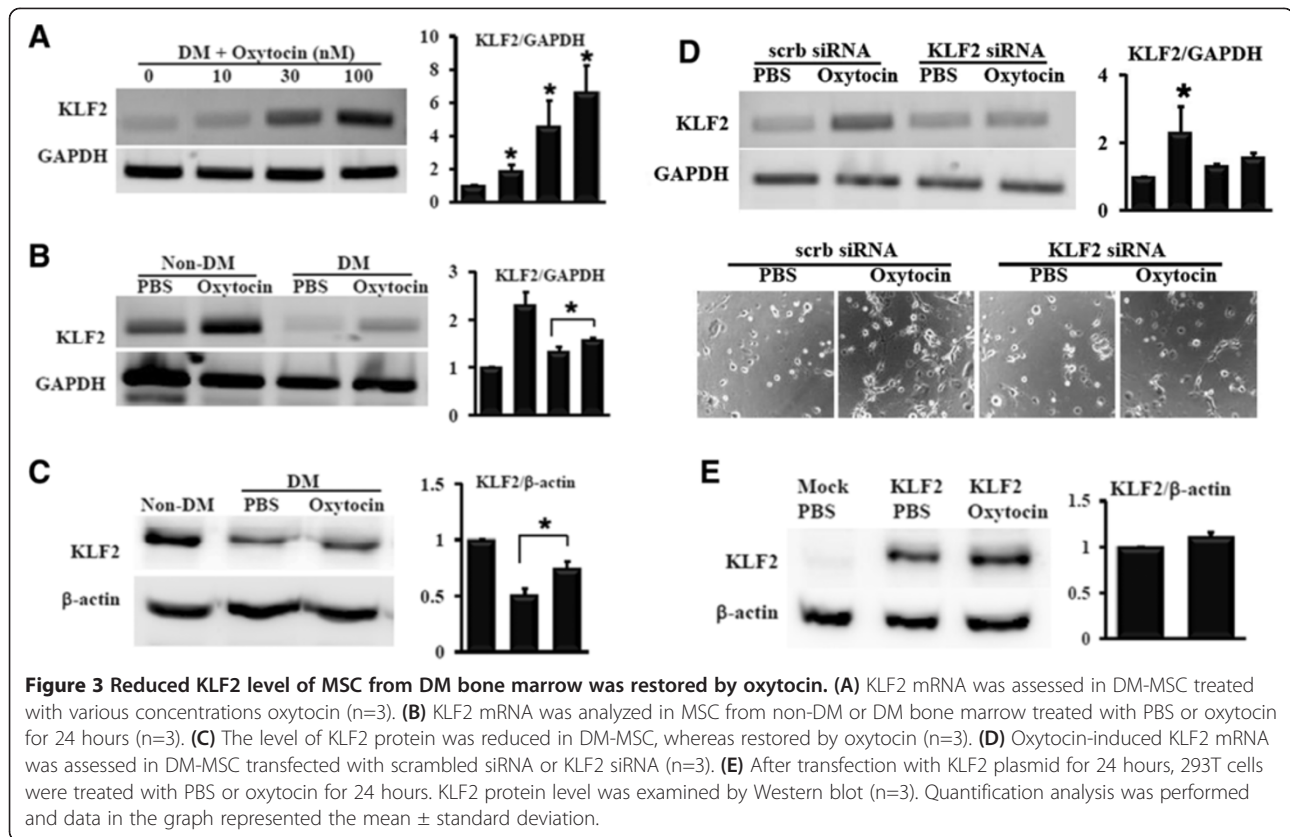 A
DM + Oxytocin (nM)
0 10 30 100
KLF2
GAPDH
KLF2/GAPDH
10
8
6
4
2
0
* * *
B
Non-DM DM
PBS Oxytocin PBS Oxytocin
KLF2
GAPDH
KLF2/GAPDH
3
2
1
0
*
C
DM
Non-DM PBS Oxytocin
KLF2
β-actin
KLF2/β-actin
1.5
1
0.5
0
*
D
scrb siRNA KLF2 siRNA
PBS Oxytocin PBS Oxytocin
KLF2
GAPDH
KLF2/GAPDH
4
2
0
*
scrb siRNA KLF2 siRNA
PBS Oxytocin PBS Oxytocin
E
Mock KLF2 KLF2
PBS PBS Oxytocin
KLF2
β-actin
KLF2/β-actin
1.5
1
0.5
0
Figure 3 Reduced KLF2 level of MSC from DM bone marrow was restored by oxytocin. (A) KLF2 mRNA was assessed in DM-MSC treated
with various concentrations oxytocin (n=3). (B) KLF2 mRNA was analyzed in MSC from non-DM or DM bone marrow treated with PBS or oxytocin
for 24 hours (n=3). (C) The level of KLF2 protein was reduced in DM-MSC, whereas restored by oxytocin (n=3). (D) Oxytocin-induced KLF2 mRNA
was assessed in DM-MSC transfected with scrambled siRNA or KLF2 siRNA (n=3). (E) After transfection with KLF2 plasmid for 24 hours, 293T cells
were treated with PBS or oxytocin for 24 hours. KLF2 protein level was examined by Western blot (n=3). Quantification analysis was performed
and data in the graph represented the mean ± standard deviation.